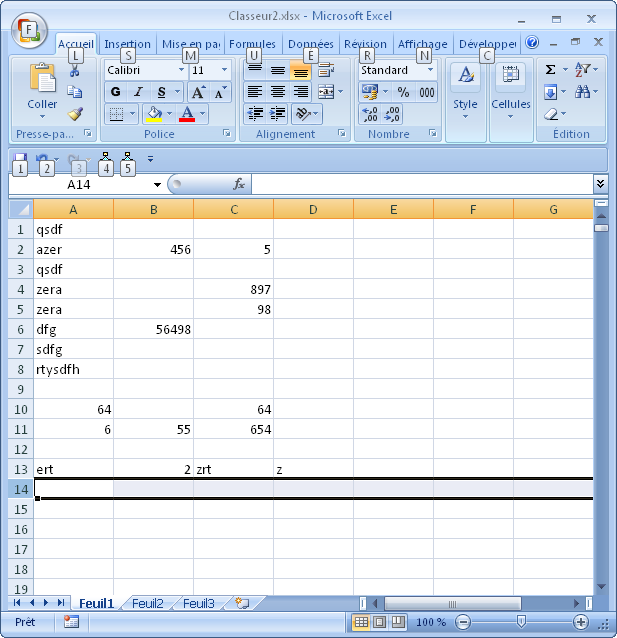 Classeur2.xlsx - Microsoft Excel
F
Accueil Insertion Mise en pa Formules Données Révision Affichage Développe
L S M U E R N C
Coller
Calibri 11
Standard
G I S A A
% 000
,00 ,0
Σ A Z
Style Cellules
Presse-pa... Police Alignement Nombre Édition
1 2 3 4 5
A14 fx
A B C D E F G
1 qsdf
2 azer 456 5
3 qsdf
4 zera 897
5 zera 98
6 dfg 56498
7 sdfg
8 rtysdfh
9
10 64 64
11 6 55 654
12
13 ert 2 zrt z
14
15
16
17
18
19
Feuil1 Feuil2 Feuil3
Prêt 100 %